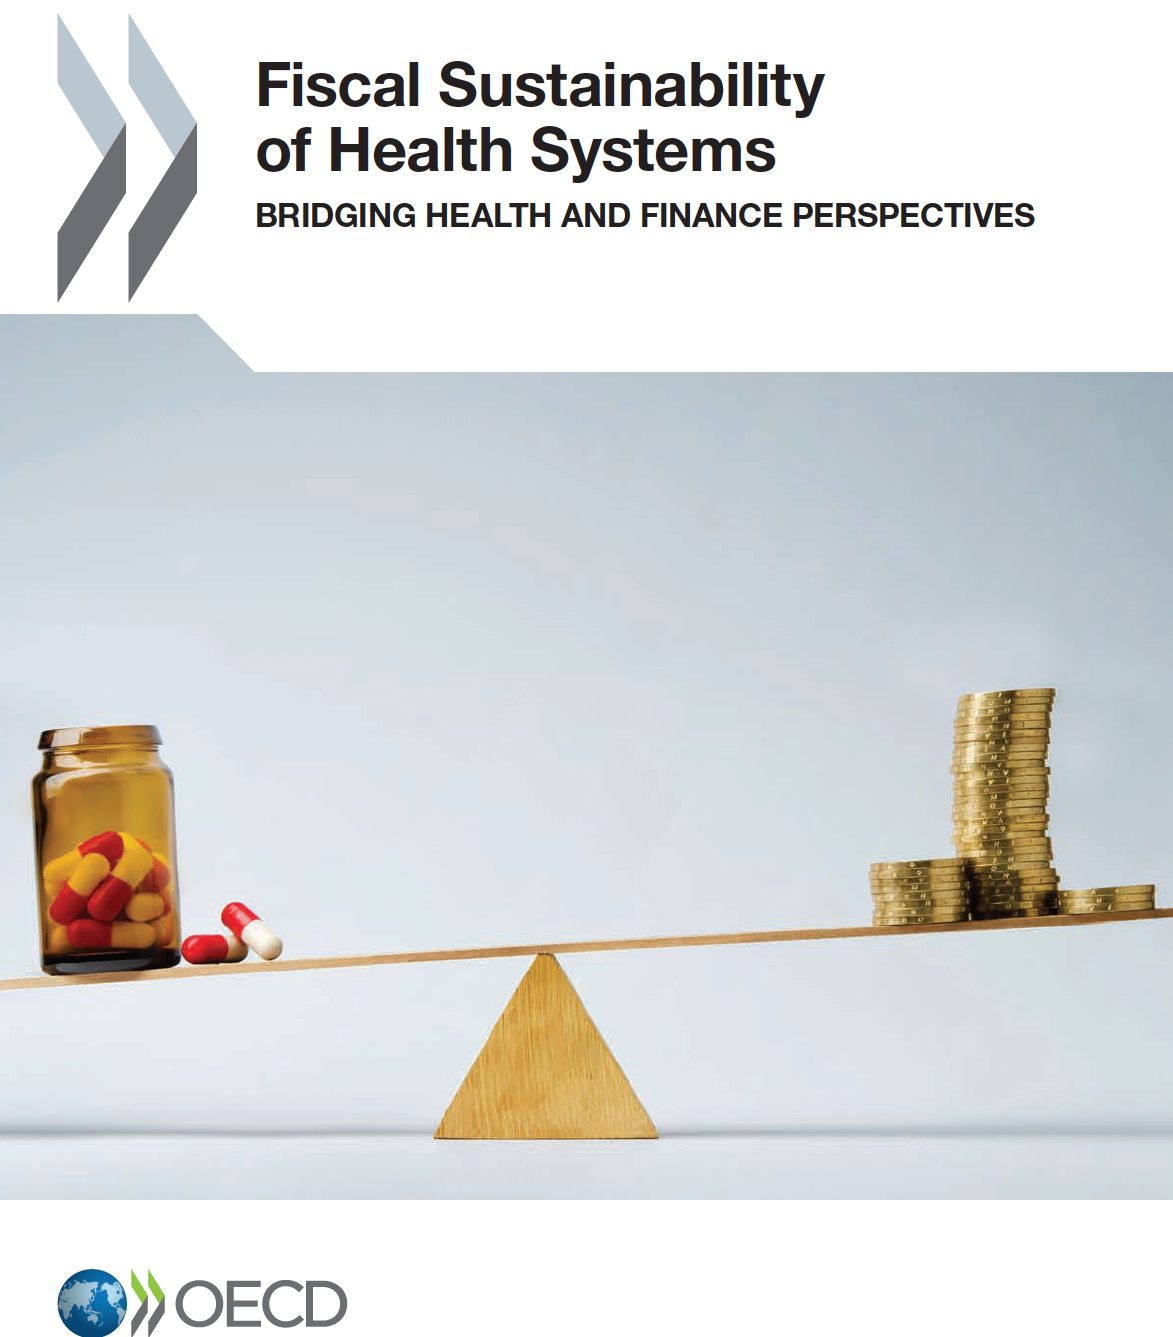 Fiscal Sustainability
of Health Systems
BRIDGING HEALTH AND FINANCE PERSPECTIVES
OECD